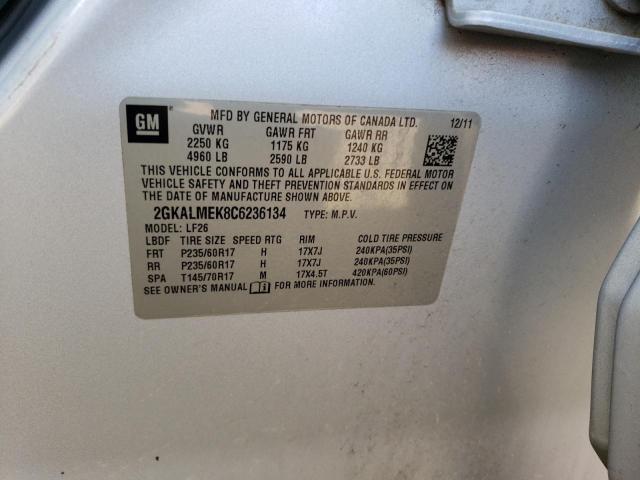 GM
MFD BY GENERAL MOTORS OF CANADA LTD. 12/11
GVWR GAWR FRT GAWR RR
2250 KG 1175 KG 1240 KG
4960 LB 2590 LB 2733 LB
THIS VEHICLE CONFORMS TO ALL APPLICABLE U.S. FEDERAL MOTOR
VEHICLE SAFETY AND THEFT PREVENTION STANDARDS IN EFFECT ON
THE DATE OF MANUFACTURE SHOWN ABOVE.
2GKALMEK8C6236134 TYPE: M.P.V.
MODEL: LF26
LBDF TIRE SIZE SPEED RTG RIM COLD TIRE PRESSURE
FRT P235/60R17 H 17X7J 240KPA(35PSI)
RR P235/60R17 H 17X7J 240KPA(35PSI)
SPA T145/70R17 M 17X4.5T 420KPA(60PSI)
SEE OWNER'S MANUAL FOR MORE INFORMATION.